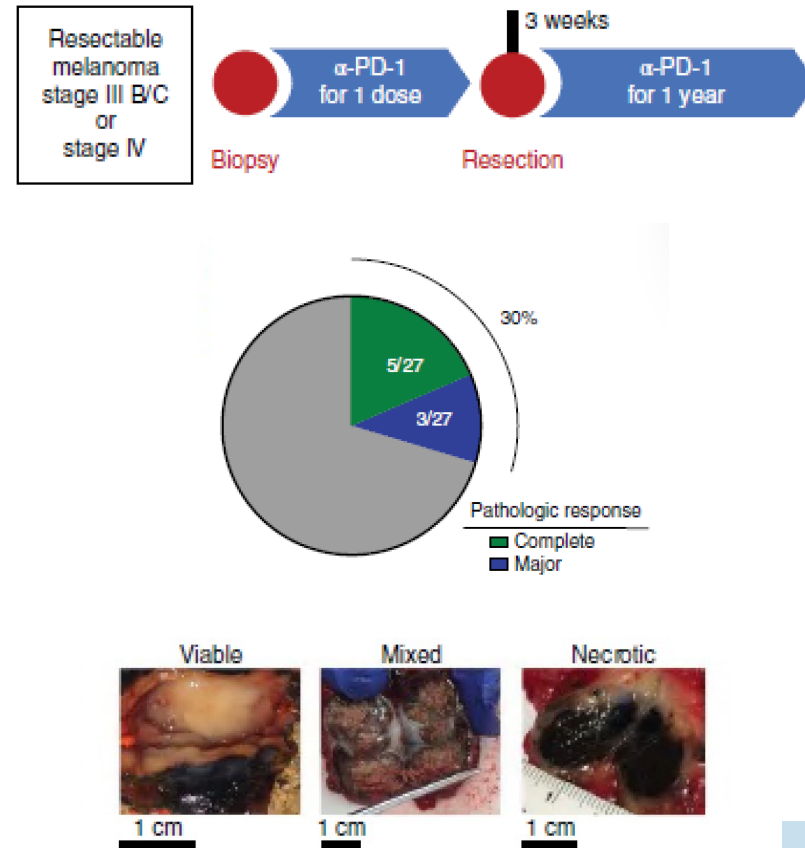 Resectable
melanoma
stage III B/C
or
stage IV
3 weeks
α-PD-1
for 1 dose
α-PD-1
for 1 year
Biopsy
Resection
30%
5/27
3/27
Pathologic response
Complete
Major
Viable
Mixed
Necrotic
1 cm
1 cm
1 cm